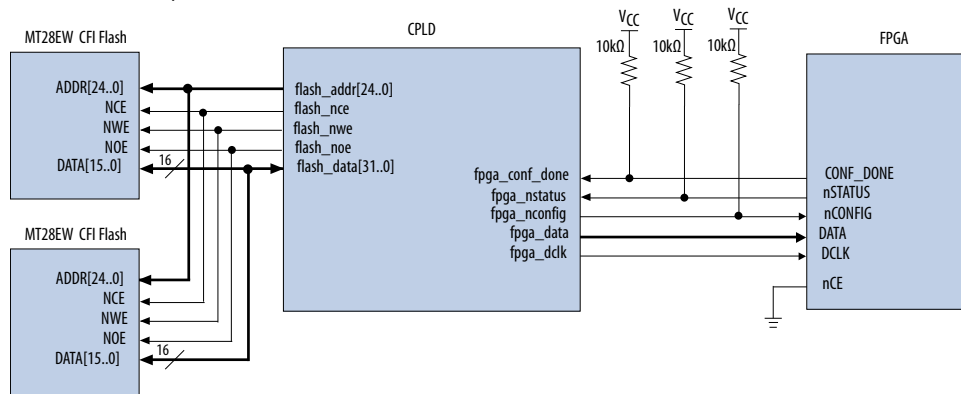 MT28EW CFI Flash
ADDR[24..0]
NCE
NWE
NOE
DATA[15..0]
16
MT28EW CFI Flash
ADDR[24..0]
NCE
NWE
NOE
DATA[15..0]
16
CPLD
flash_addr[24..0]
flash_nce
flash_nwe
flash_noe
flash_data[31..0]
fpga_conf_done
fpga_nstatus
fpga_nconfig
fpga_data
fpga_dclk
VCC VCC VCC
10kΩ 10kΩ 10kΩ
FPGA
CONF_DONE
nSTATUS
nCONFIG
DATA
DCLK
nCE